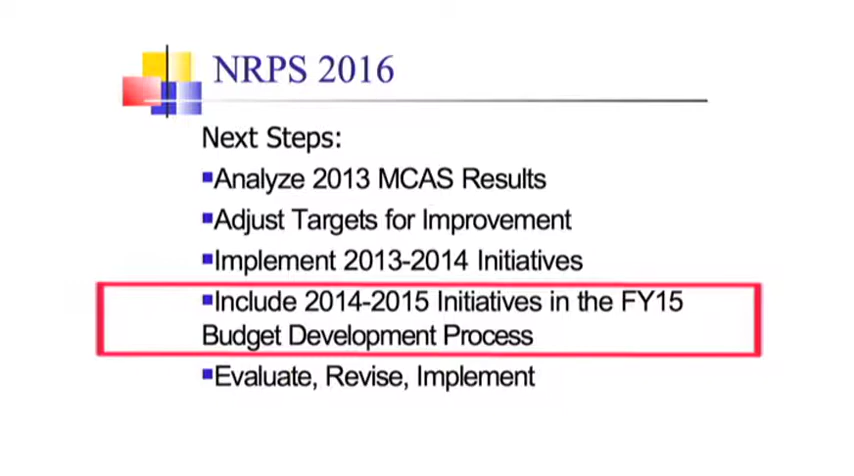 NRPS 2016
Next Steps:
▪Analyze 2013 MCAS Results
▪Adjust Targets for Improvement
▪Implement 2013-2014 Initiatives
▪Include 2014-2015 Initiatives in the FY15
Budget Development Process
▪Evaluate, Revise, Implement